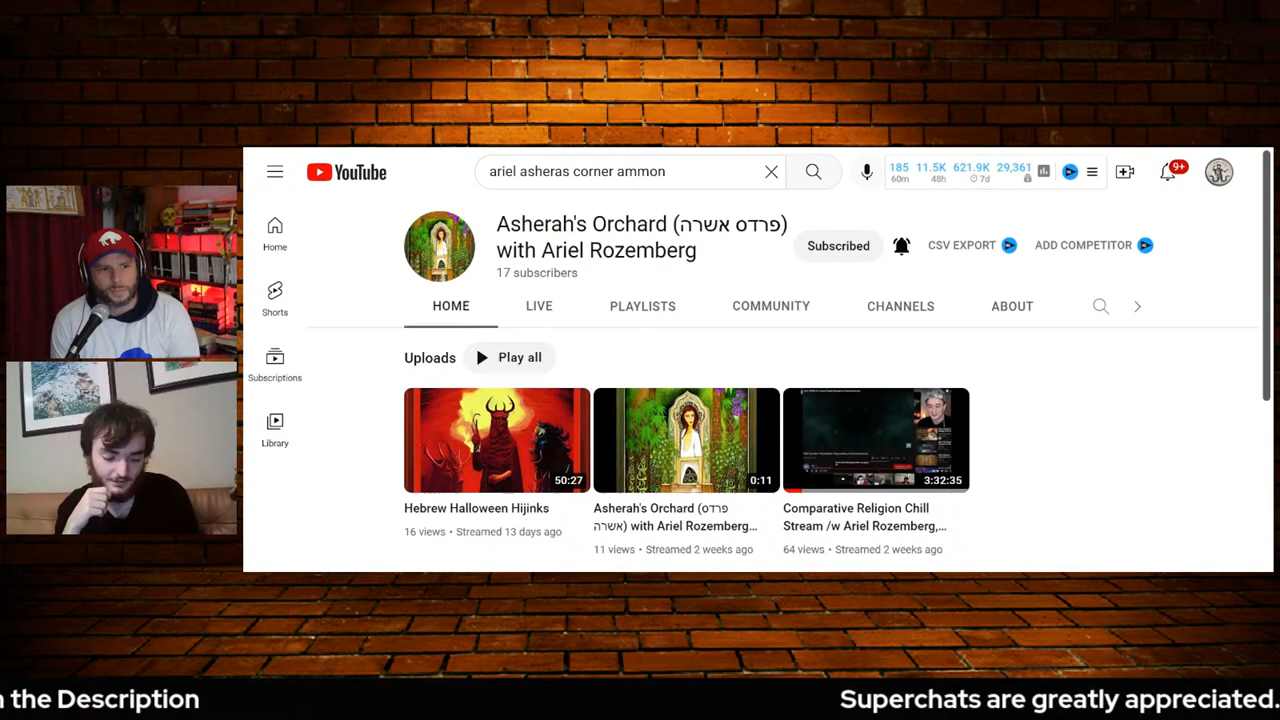 YouTube
ariel asheras corner ammon
185 11.5K 621.9K 29,361
60m 48h 7d
9+
Home
Shorts
Subscriptions
Library
Asherah's Orchard (פרדס אשרה)
with Ariel Rozemberg
17 subscribers
Subscribed
CSV EXPORT
ADD COMPETITOR
HOME LIVE PLAYLISTS COMMUNITY CHANNELS ABOUT
Uploads Play all
50:27
0:11
3:32:35
Hebrew Halloween Hijinks
16 views • Streamed 13 days ago
Asherah's Orchard (פרדס
אשרה) with Ariel Rozemberg...
11 views • Streamed 2 weeks ago
Comparative Religion Chill
Stream /w Ariel Rozemberg,...
64 views • Streamed 2 weeks ago
the Description
Superchats are greatly appreciated.